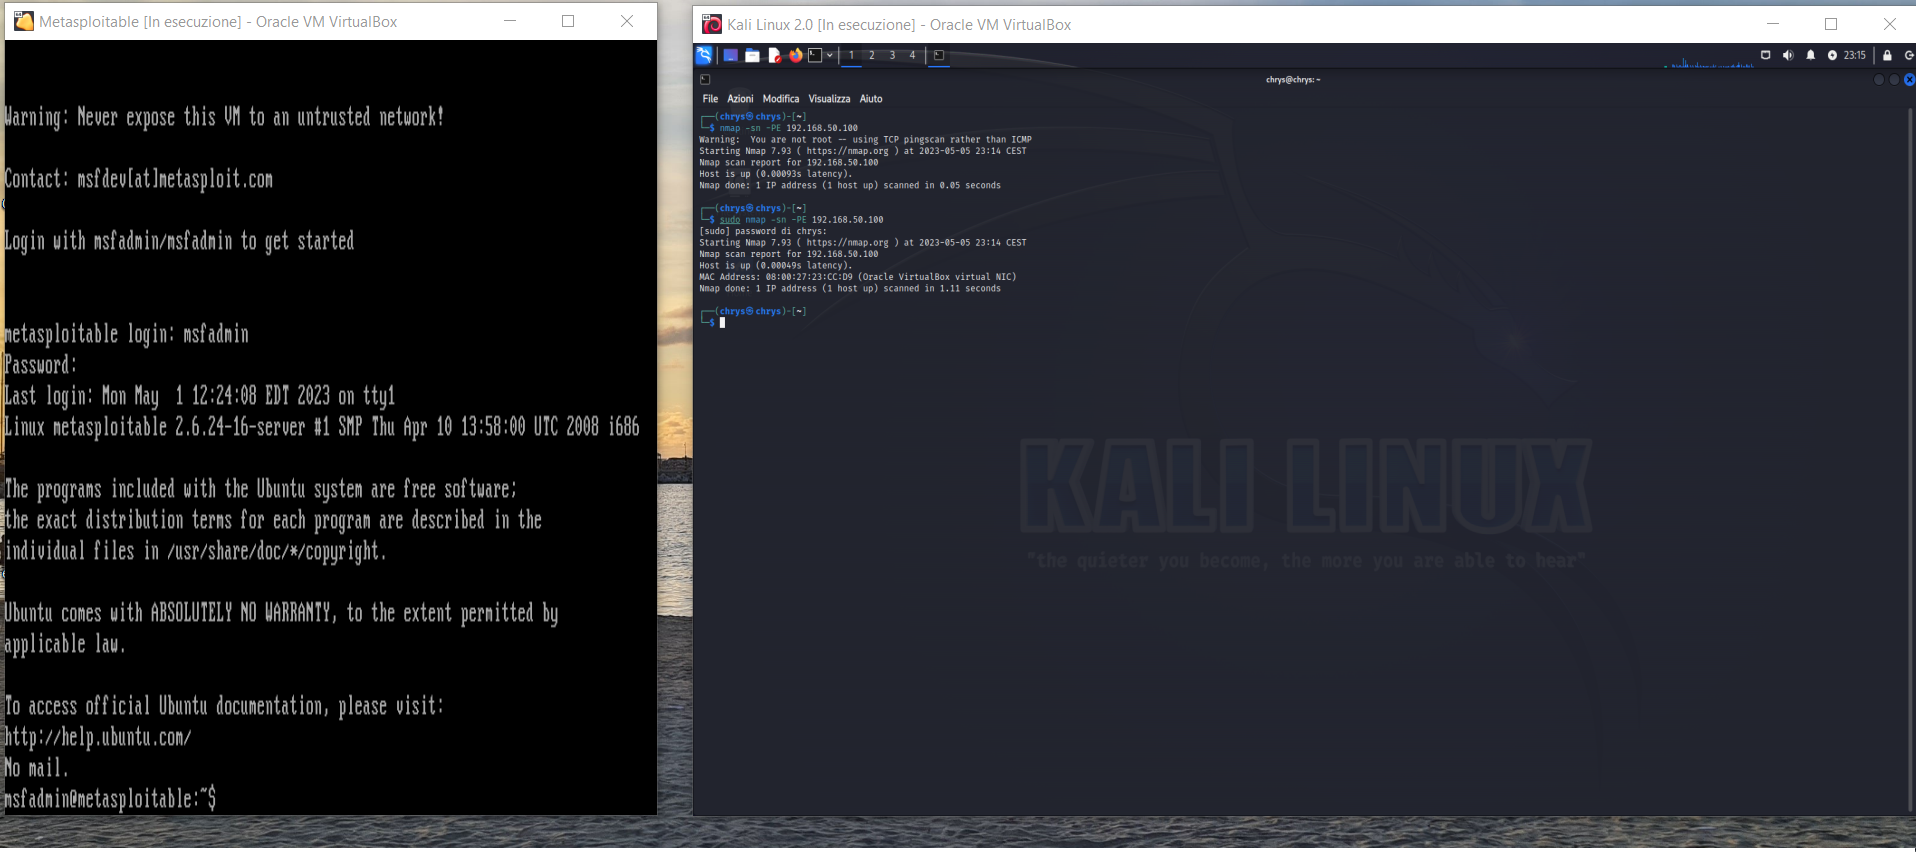 Metasploitable [In esecuzione] - Oracle VM VirtualBox
Warning: Never expose this VM to an untrusted network!
Contact: msfdev[at]metasploit.com
Login with msfadmin/msfadmin to get started
metasploitable login: msfadmin
Password:
Last login: Mon May  1 12:24:08 EDT 2023 on tty1
Linux metasploitable 2.6.24-16-server #1 SMP Thu Apr 10 13:58:00 UTC 2008 i686
The programs included with the Ubuntu system are free software;
the exact distribution terms for each program are described in the
individual files in /usr/share/doc/*/copyright.
Ubuntu comes with ABSOLUTELY NO WARRANTY, to the extent permitted by
applicable law.
To access official Ubuntu documentation, please visit:
http://help.ubuntu.com/
No mail.
msfadmin@metasploitable:~$
Kali Linux 2.0 [In esecuzione] - Oracle VM VirtualBox
1 2 3 4 23:15
chrys@chrys: ~
File Azioni Modifica Visualizza Aiuto
┌──(chrys㉿chrys)-[~]
└─$ nmap -sn -PE 192.168.50.100
Warning:  You are not root -- using TCP pingscan rather than ICMP
Starting Nmap 7.93 ( https://nmap.org ) at 2023-05-05 23:14 CEST
Nmap scan report for 192.168.50.100
Host is up (0.00093s latency).
Nmap done: 1 IP address (1 host up) scanned in 0.05 seconds
┌──(chrys㉿chrys)-[~]
└─$ sudo nmap -sn -PE 192.168.50.100
[sudo] password di chrys:
Starting Nmap 7.93 ( https://nmap.org ) at 2023-05-05 23:14 CEST
Nmap scan report for 192.168.50.100
Host is up (0.00049s latency).
MAC Address: 08:00:27:23:CC:D9 (Oracle VirtualBox virtual NIC)
Nmap done: 1 IP address (1 host up) scanned in 1.11 seconds
┌──(chrys㉿chrys)-[~]
└─$
KALI LINUX
"the quieter you become, the more you are able to hear"